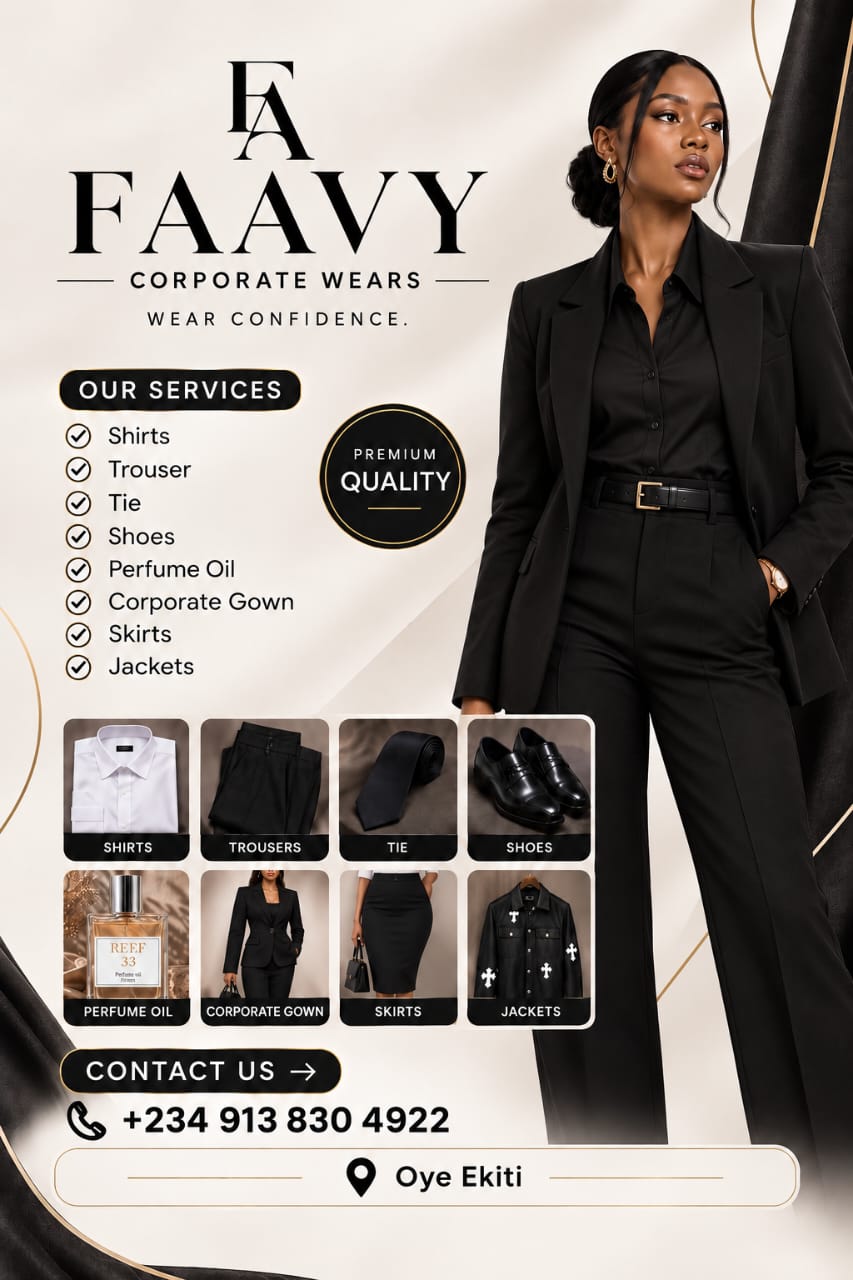 FA
FAAVY
CORPORATE WEARS
WEAR CONFIDENCE.
OUR SERVICES
Shirts
Trouser
Tie
Shoes
Perfume Oil
Corporate Gown
Skirts
Jackets
PREMIUM
QUALITY
SHIRTS
TROUSERS
TIE
SHOES
REEF
33
Perfume oil
PERFUME OIL
CORPORATE GOWN
SKIRTS
JACKETS
CONTACT US →
+234 913 830 4922
Oye Ekiti